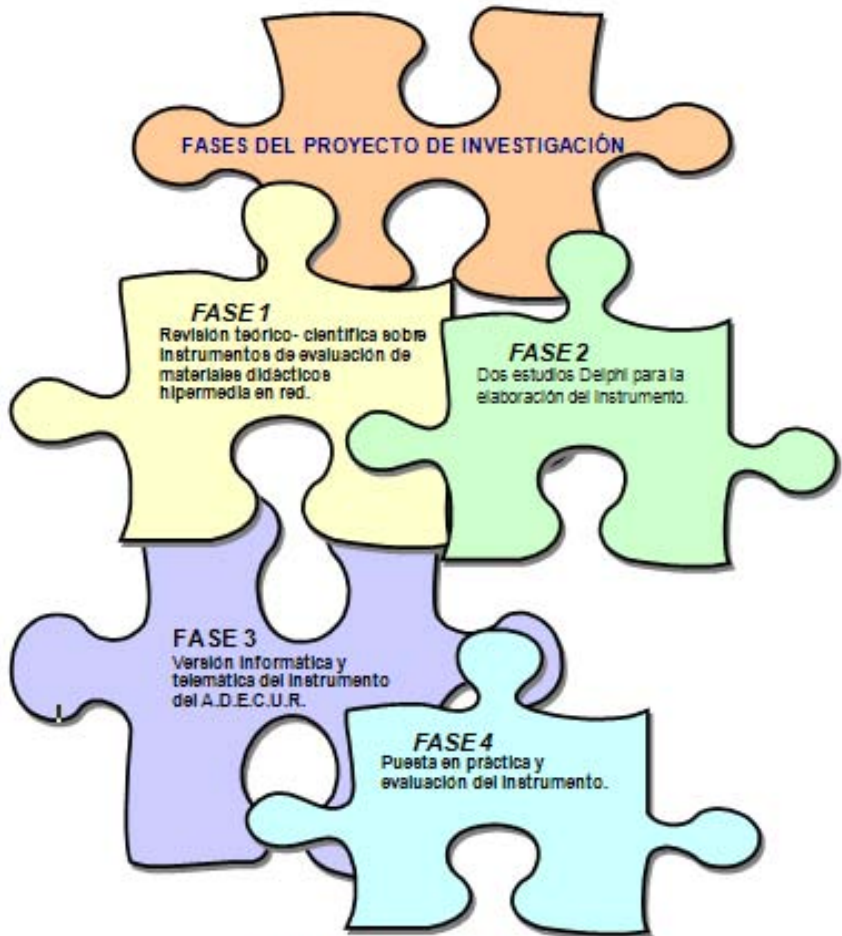 FASES DEL PROYECTO DE INVESTIGACIÓN
FASE 1
Revisión teórico- científica sobre
instrumentos de evaluación de
materiales didácticos
hipermedia en red.
FASE 2
Dos estudios Delphi para la
elaboración del instrumento.
FASE 3
Versión informática y
telemática del instrumento
del A.D.E.C.U.R.
FASE 4
Puesta en práctica y
evaluación del instrumento.